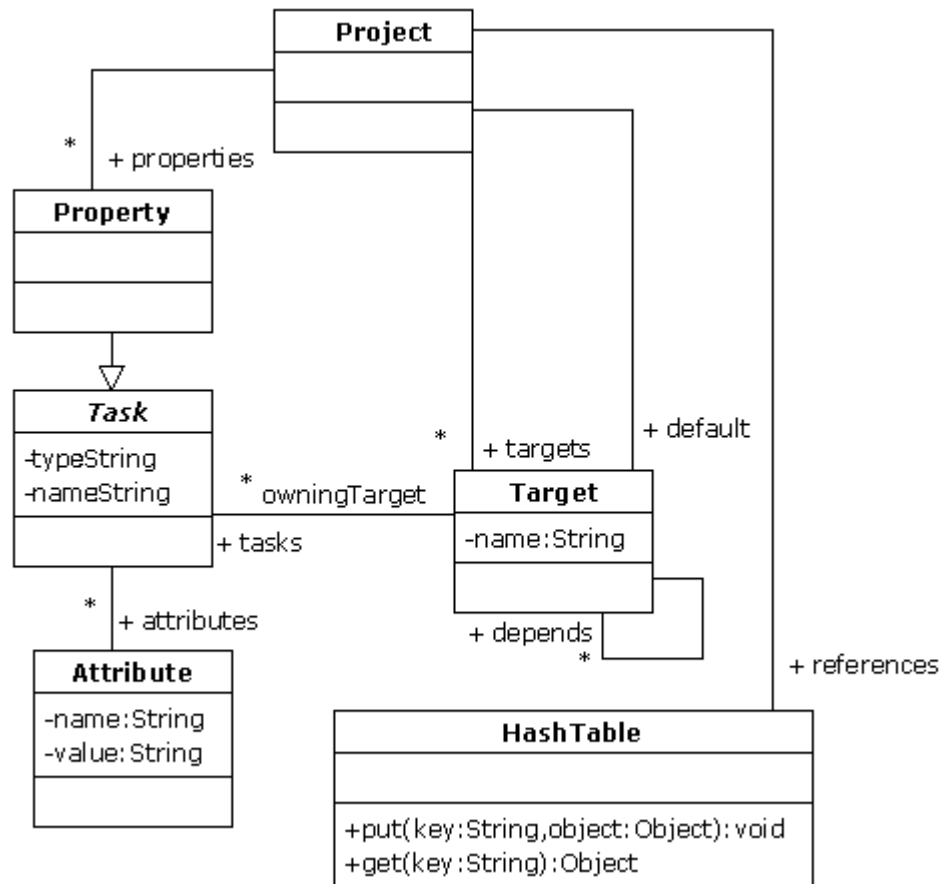 Project
*
+ properties
Property
Task
-typeString
-nameString
* owningTarget
+ tasks
*
+ targets
+ default
Target
-name:String
+ depends
*
*
+ attributes
Attribute
-name:String
-value:String
+ references
HashTable
+put(key:String,object:Object):void
+get(key:String):Object